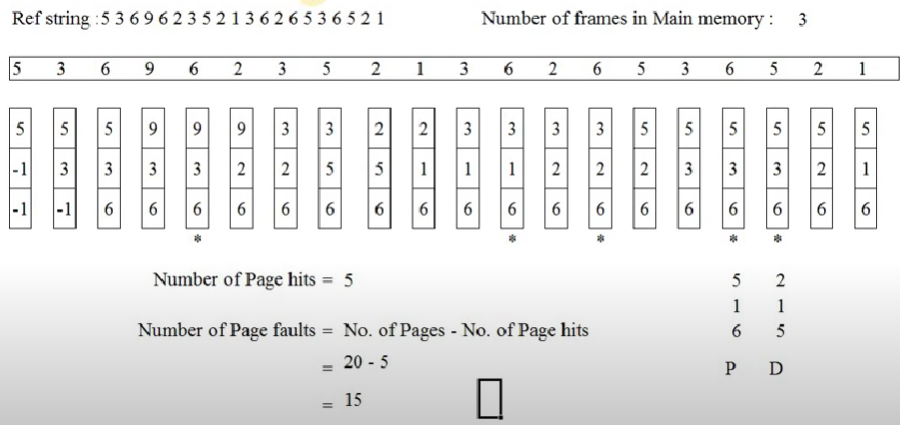 Ref string :5 3 6 9 6 2 3 5 2 1 3 6 2 6 5 3 6 5 2 1 Number of frames in Main memory : 3
5 3 6 9 6 2 3 5 2 1 3 6 2 6 5 3 6 5 2 1
5 5 5 9 9 9 3 3 2 2 3 3 3 3 5 5 5 5 5 5
-1 3 3 3 3 2 2 5 5 1 1 1 2 2 2 3 3 3 2 1
-1 -1 6 6 6 6 6 6 6 6 6 6 6 6 6 6 6 6 6 6
* * * * *
Number of Page hits = 5 5 2
1 1
Number of Page faults = No. of Pages - No. of Page hits 6 5
= 20 - 5 P D
= 15